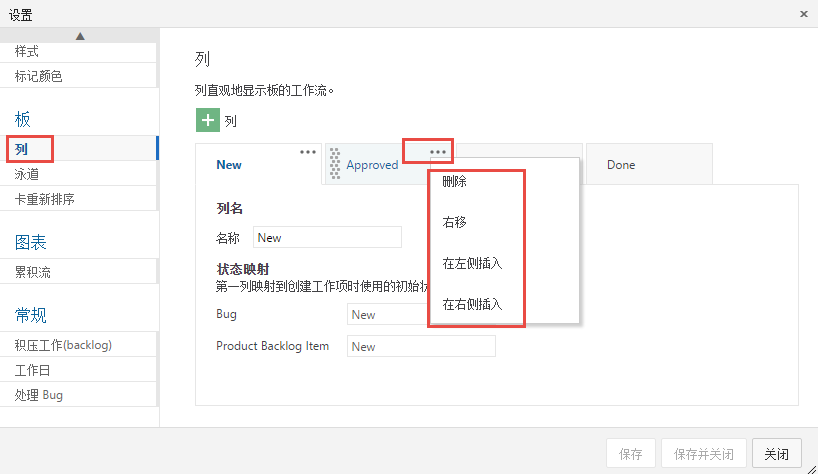 设置
样式
标记颜色
板
列
泳道
卡重新排序
图表
累积流
常规
积压工作(backlog)
工作日
处理 Bug
列
列直观地显示板的工作流。
列
New
Approved
Done
删除
右移
在左侧插入
在右侧插入
列名
名称 New
状态映射
第一列映射到创建工作项时使用的初始状
Bug New
Product Backlog Item New
保存
保存并关闭
关闭